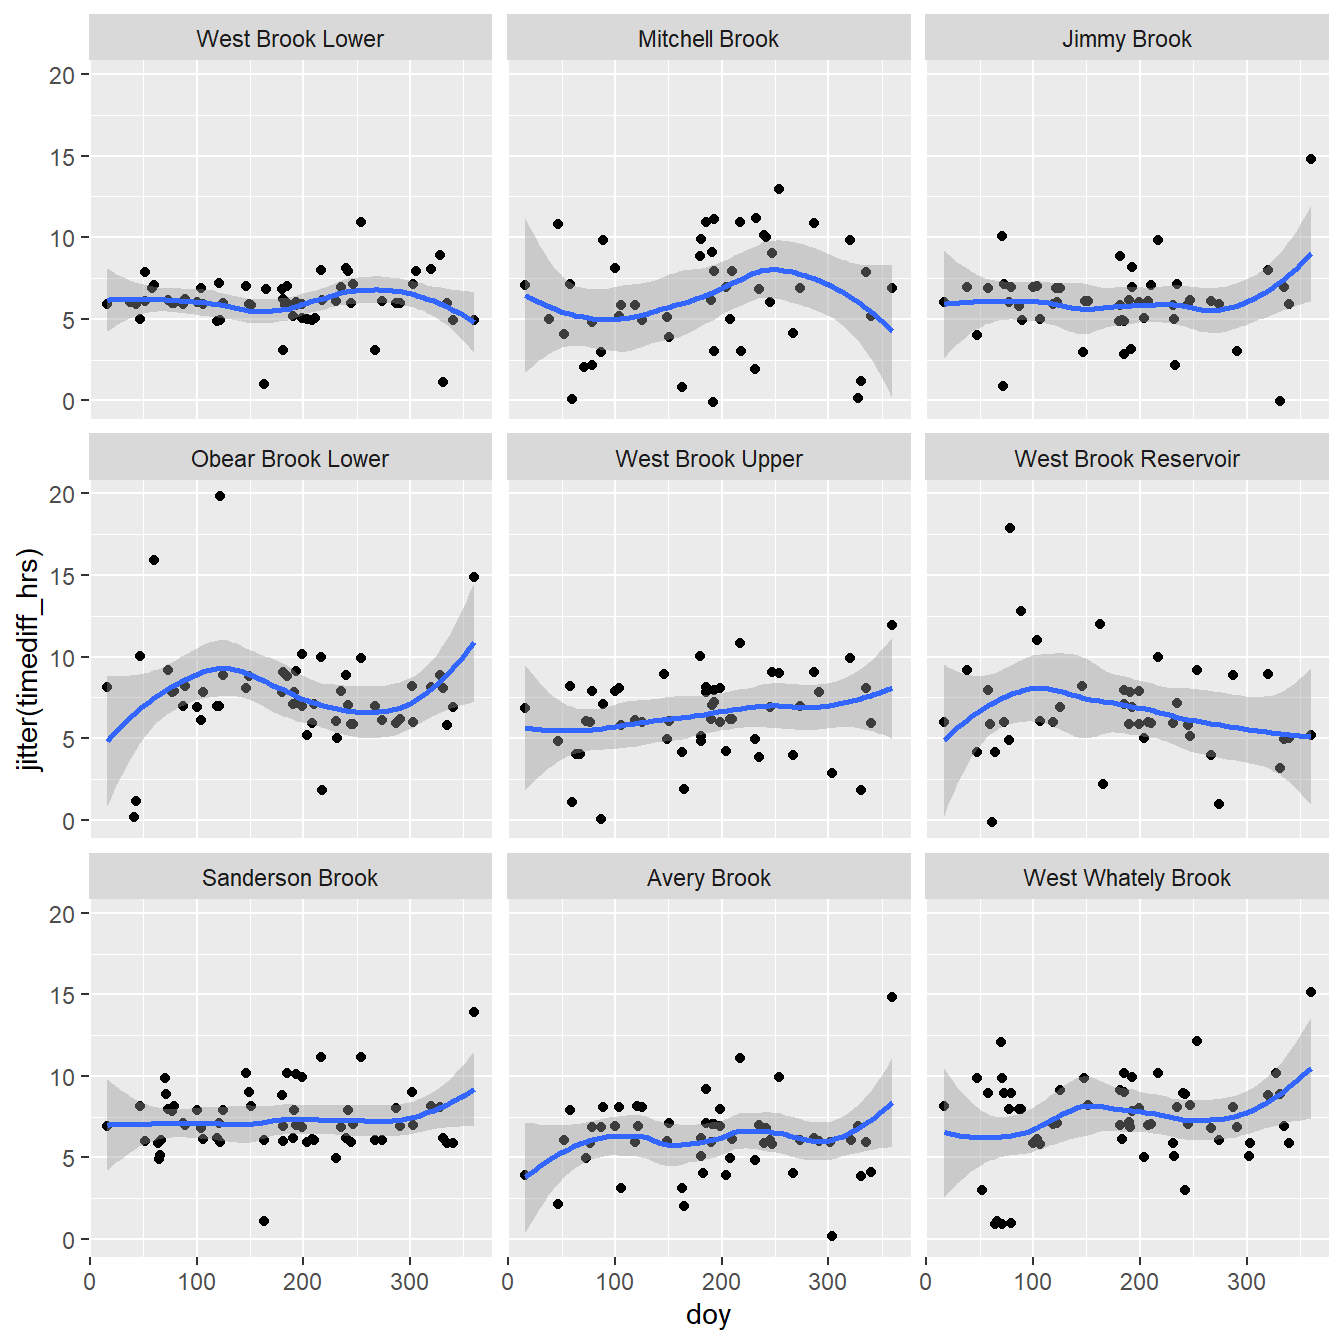 West Brook Lower Mitchell Brook Jimmy Brook
20
15
10
5
0
Obear Brook Lower West Brook Upper West Brook Reservoir
20
15
10
5
0
Sanderson Brook Avery Brook West Whately Brook
20
15
10
5
0
0 100 200 300 0 100 200 300 0 100 200 300
doy
jitter(timediff_hrs)